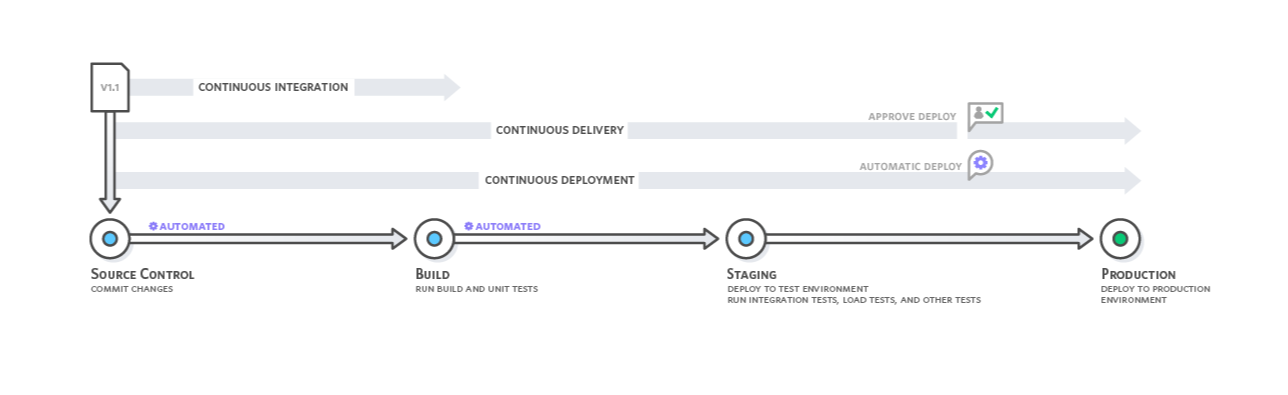 V1.1
CONTINUOUS INTEGRATION
APPROVE DEPLOY
CONTINUOUS DELIVERY
AUTOMATIC DEPLOY
CONTINUOUS DEPLOYMENT
AUTOMATED
AUTOMATED
SOURCE CONTROL
COMMIT CHANGES
BUILD
RUN BUILD AND UNIT TESTS
STAGING
DEPLOY TO TEST ENVIRONMENT
RUN INTEGRATION TESTS, LOAD TESTS, AND OTHER TESTS
PRODUCTION
DEPLOY TO PRODUCTION
ENVIRONMENT